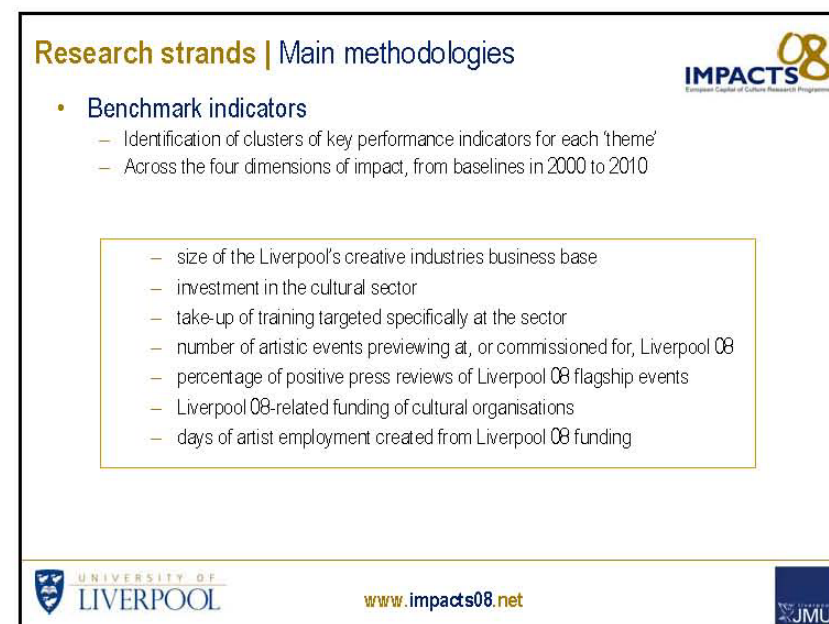 Research strands | Main methodologies
IMPACTS 08
European Capital of Culture Research Programme
• Benchmark indicators
– Identification of clusters of key performance indicators for each ‘theme’
– Across the four dimensions of impact, from baselines in 2000 to 2010
– size of the Liverpool's creative industries business base
– investment in the cultural sector
– take-up of training targeted specifically at the sector
– number of artistic events previewing at, or commissioned for, Liverpool 08
– percentage of positive press reviews of Liverpool 08 flagship events
– Liverpool 08-related funding of cultural organisations
– days of artist employment created from Liverpool 08 funding
UNIVERSITY OF
LIVERPOOL
www.impacts08.net
JMU